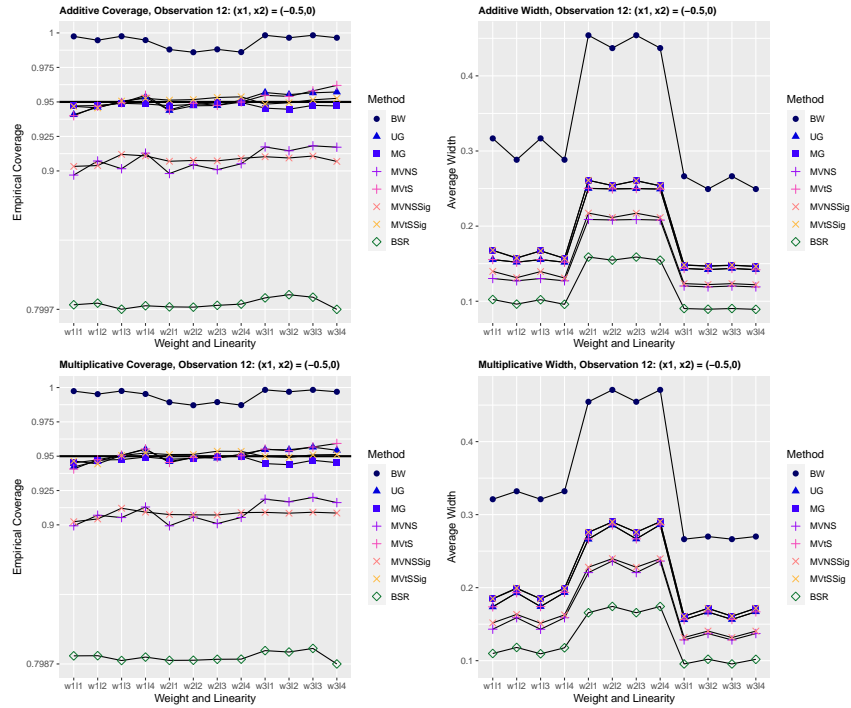 Additive Coverage, Observation 12: (x1, x2) = (−0.5,0)
1
0.975
0.95
0.925
0.9
0.7997
Empirical Coverage
w1l1 w1l2 w1l3 w1l4 w2l1 w2l2 w2l3 w2l4 w3l1 w3l2 w3l3 w3l4
Weight and Linearity
Method
BW
UG
MG
MVNS
MVtS
MVNSSig
MVtSSig
BSR
Additive Width, Observation 12: (x1, x2) = (−0.5,0)
0.4
0.3
0.2
0.1
Average Width
w1l1 w1l2 w1l3 w1l4 w2l1 w2l2 w2l3 w2l4 w3l1 w3l2 w3l3 w3l4
Weight and Linearity
Method
BW
UG
MG
MVNS
MVtS
MVNSSig
MVtSSig
BSR
Multiplicative Coverage, Observation 12: (x1, x2) = (−0.5,0)
1
0.975
0.95
0.925
0.9
0.7987
Empirical Coverage
w1l1 w1l2 w1l3 w1l4 w2l1 w2l2 w2l3 w2l4 w3l1 w3l2 w3l3 w3l4
Weight and Linearity
Method
BW
UG
MG
MVNS
MVtS
MVNSSig
MVtSSig
BSR
Multiplicative Width, Observation 12: (x1, x2) = (−0.5,0)
0.4
0.3
0.2
0.1
Average Width
w1l1 w1l2 w1l3 w1l4 w2l1 w2l2 w2l3 w2l4 w3l1 w3l2 w3l3 w3l4
Weight and Linearity
Method
BW
UG
MG
MVNS
MVtS
MVNSSig
MVtSSig
BSR